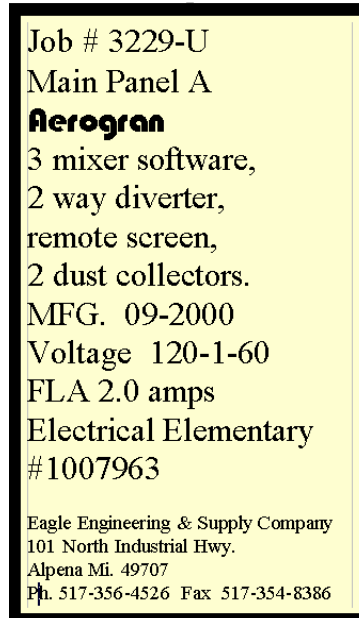 Job # 3229-U
Main Panel A
Aerogran
3 mixer software,
2 way diverter,
remote screen,
2 dust collectors.
MFG.  09-2000
Voltage  120-1-60
FLA 2.0 amps
Electrical Elementary
#1007963
Eagle Engineering & Supply Company
101 North Industrial Hwy.
Alpena Mi. 49707
Ph. 517-356-4526  Fax  517-354-8386